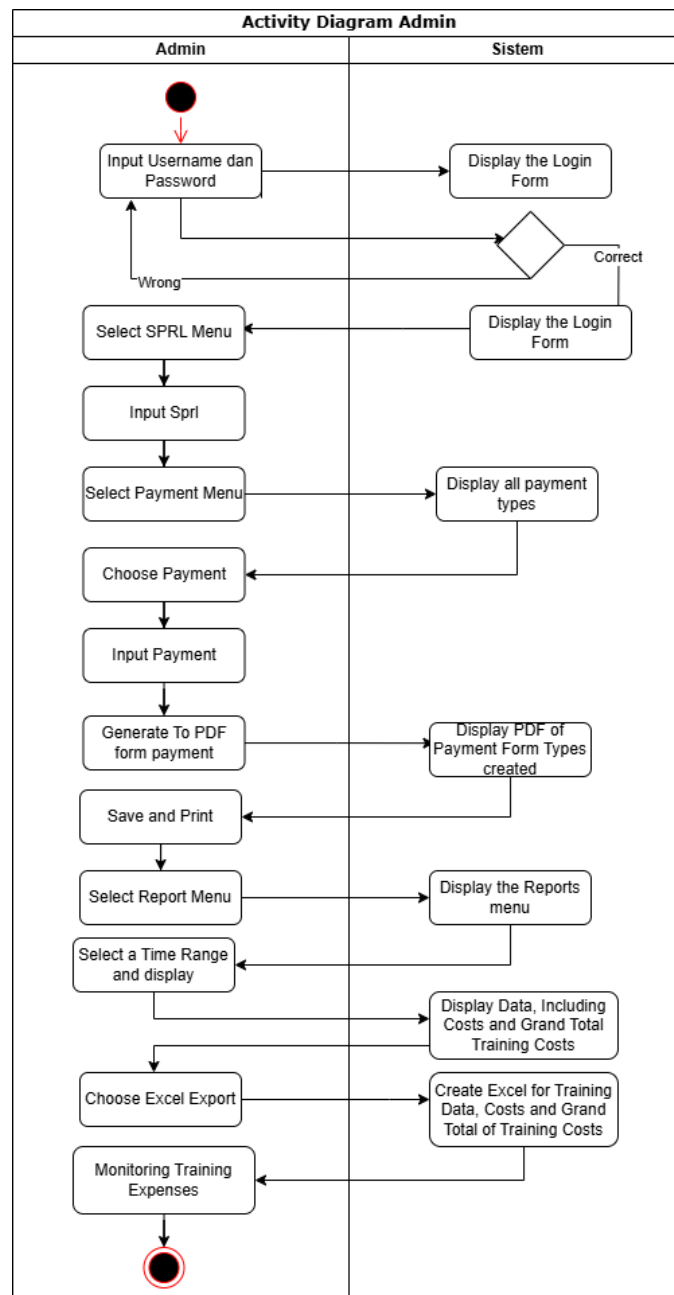 Activity Diagram Admin
Admin
Sistem
Input Username dan
Password
Display the Login
Form
Correct
Wrong
Select SPRL Menu
Display the Login
Form
Input Sprl
Select Payment Menu
Display all payment
types
Choose Payment
Input Payment
Generate To PDF
form payment
Display PDF of
Payment Form Types
created
Save and Print
Select Report Menu
Display the Reports
menu
Select a Time Range
and display
Display Data, Including
Costs and Grand Total
Training Costs
Choose Excel Export
Create Excel for Training
Data, Costs and Grand
Total of Training Costs
Monitoring Training
Expenses